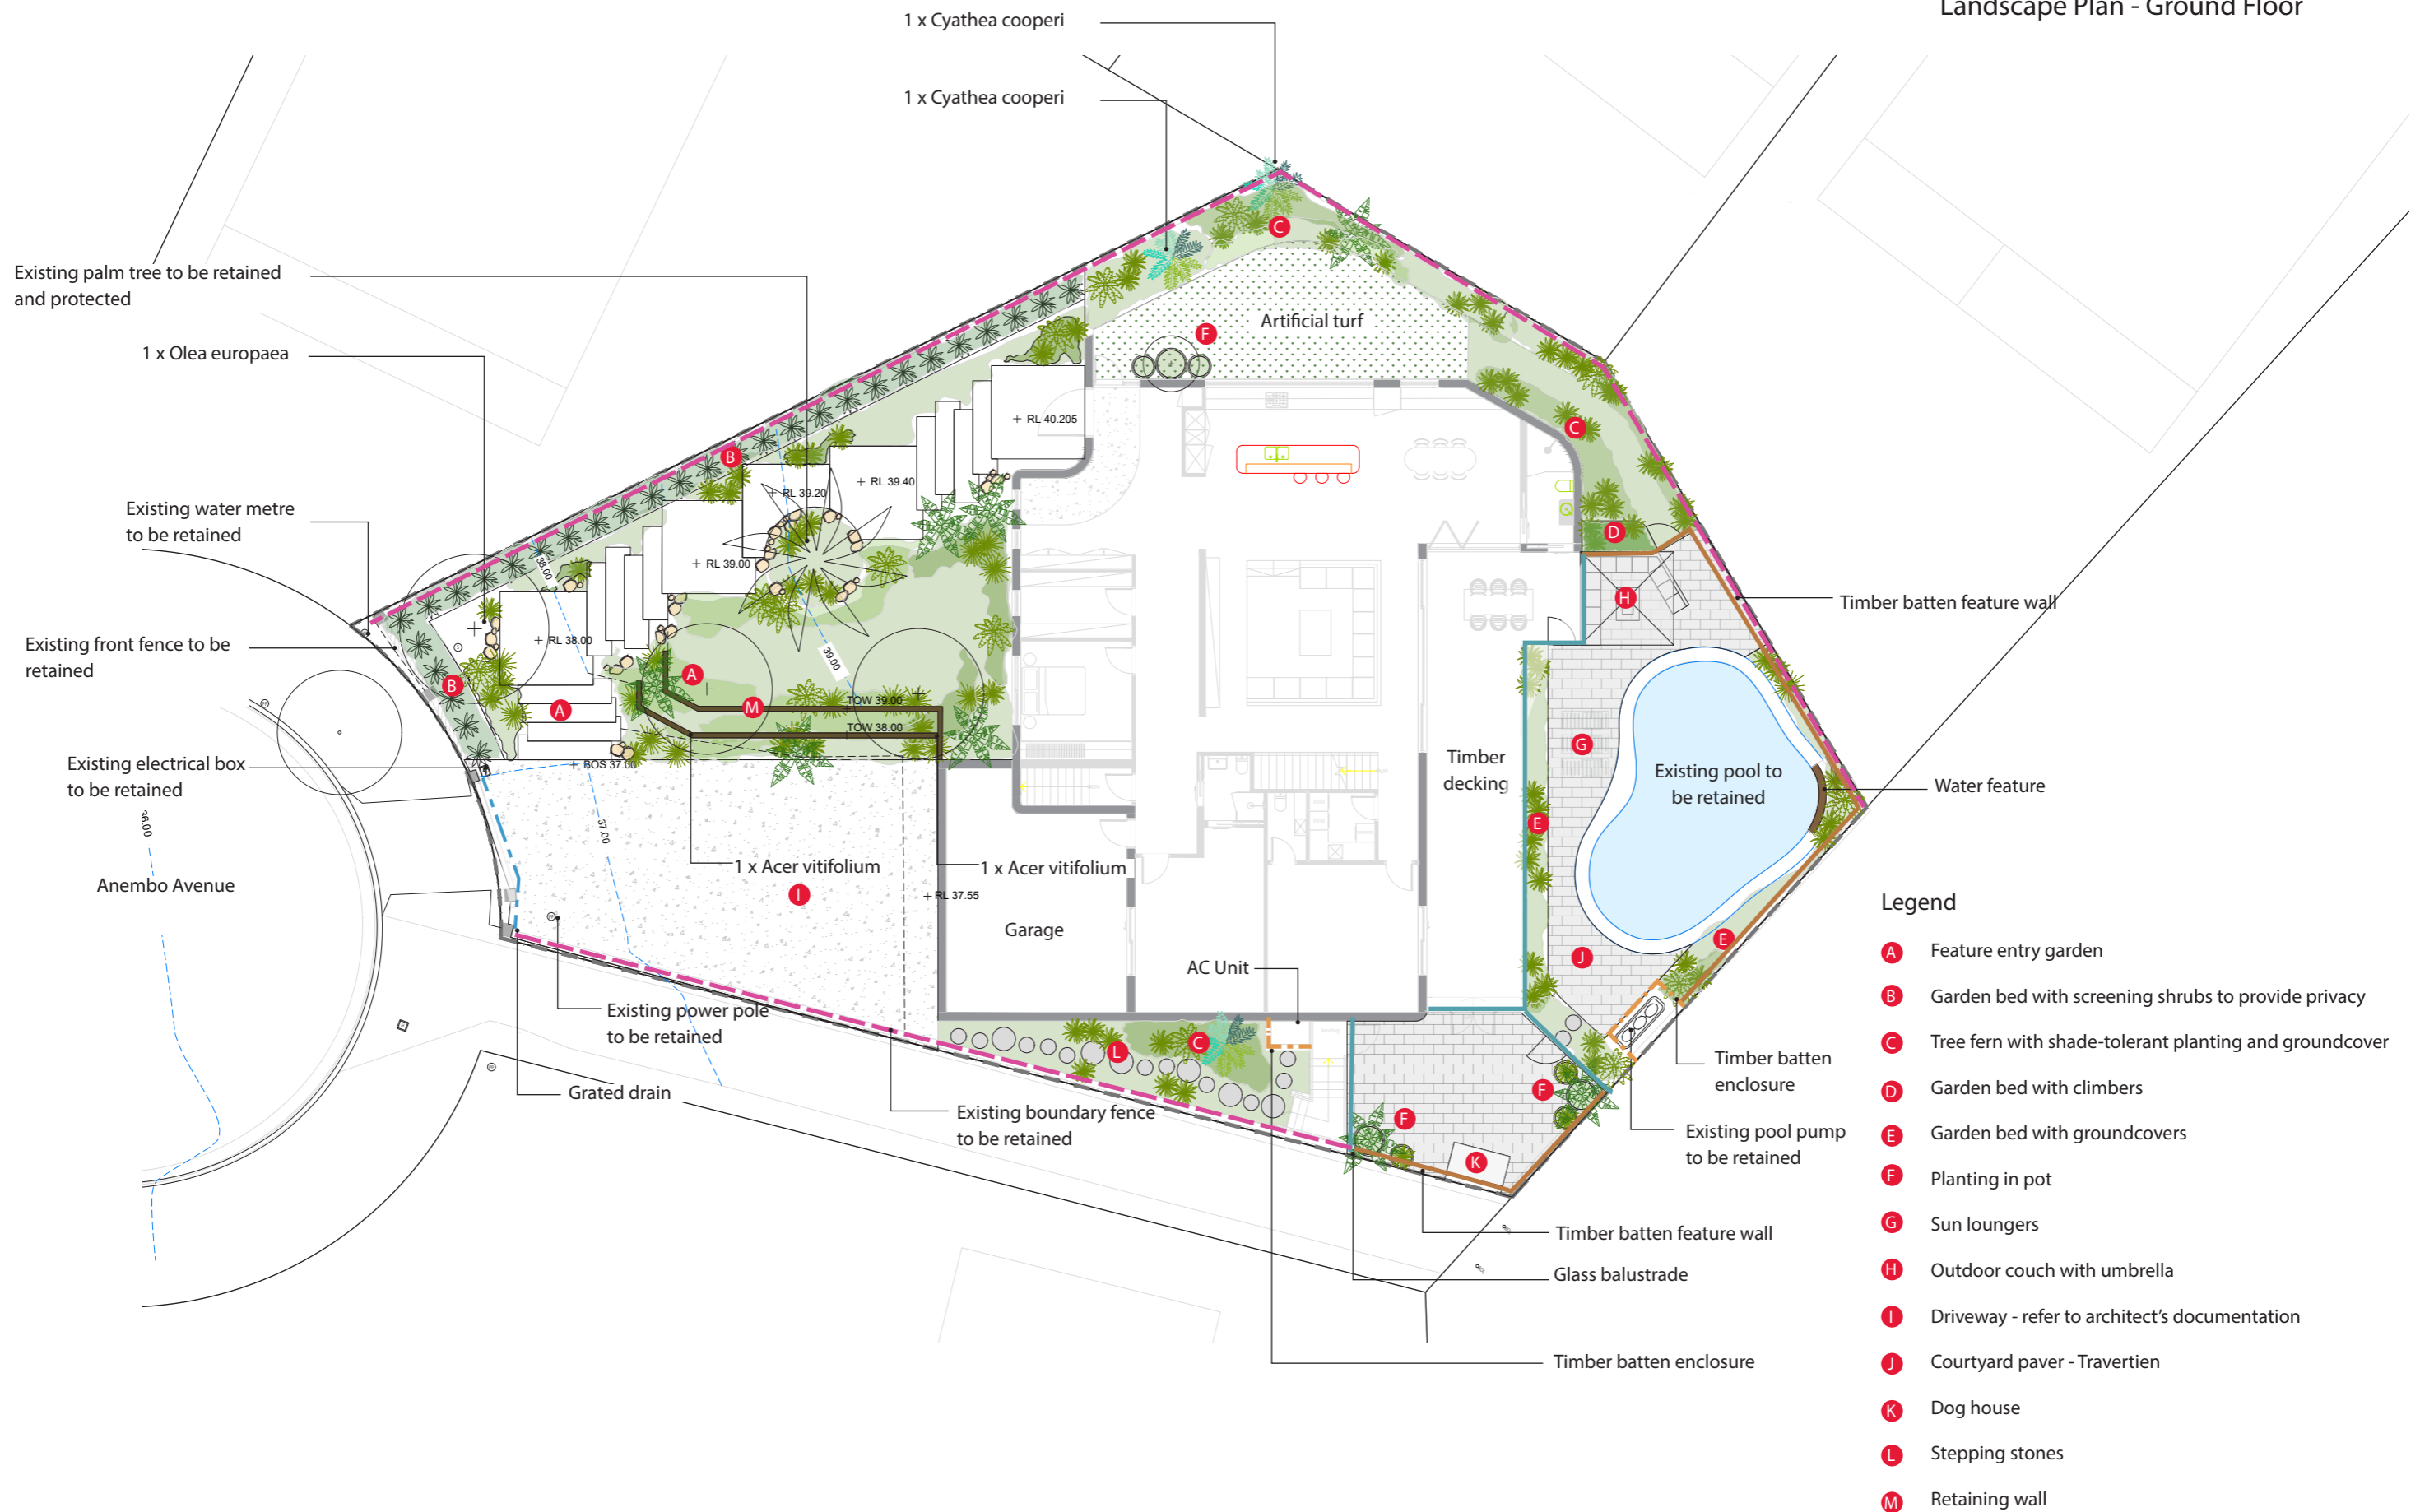 Landscape Plan - Ground Floor
1 x Cyathea cooperi
1 x Cyathea cooperi
Existing palm tree to be retained
and protected
1 x Olea europaea
Existing water metre
to be retained
Existing front fence to be
retained
Existing electrical box
to be retained
36.00
Anembo Avenue
C
F
Artificial turf
RL 40.205
B
RL 39.20
RL 39.40
C
RL 39.00
38.00
D
H
Timber batten feature wall
RL 38.00
39.00
A
B
A
M
TOW 39.00
TOW 38.00
BOS 37.00
37.00
G
Timber
decking
Existing pool to
be retained
Water feature
E
1 x Acer vitifolium
1 x Acer vitifolium
I
RL 37.55
Garage
E
J
AC Unit
Existing power pole
to be retained
Grated drain
Existing boundary fence
to be retained
L
C
Timber batten
enclosure
F
F
K
Existing pool pump
to be retained
Timber batten feature wall
Glass balustrade
Timber batten enclosure
Legend
A Feature entry garden
B Garden bed with screening shrubs to provide privacy
C Tree fern with shade-tolerant planting and groundcover
D Garden bed with climbers
E Garden bed with groundcovers
F Planting in pot
G Sun loungers
H Outdoor couch with umbrella
I Driveway - refer to architect's documentation
J Courtyard paver - Travertien
K Dog house
L Stepping stones
M Retaining wall